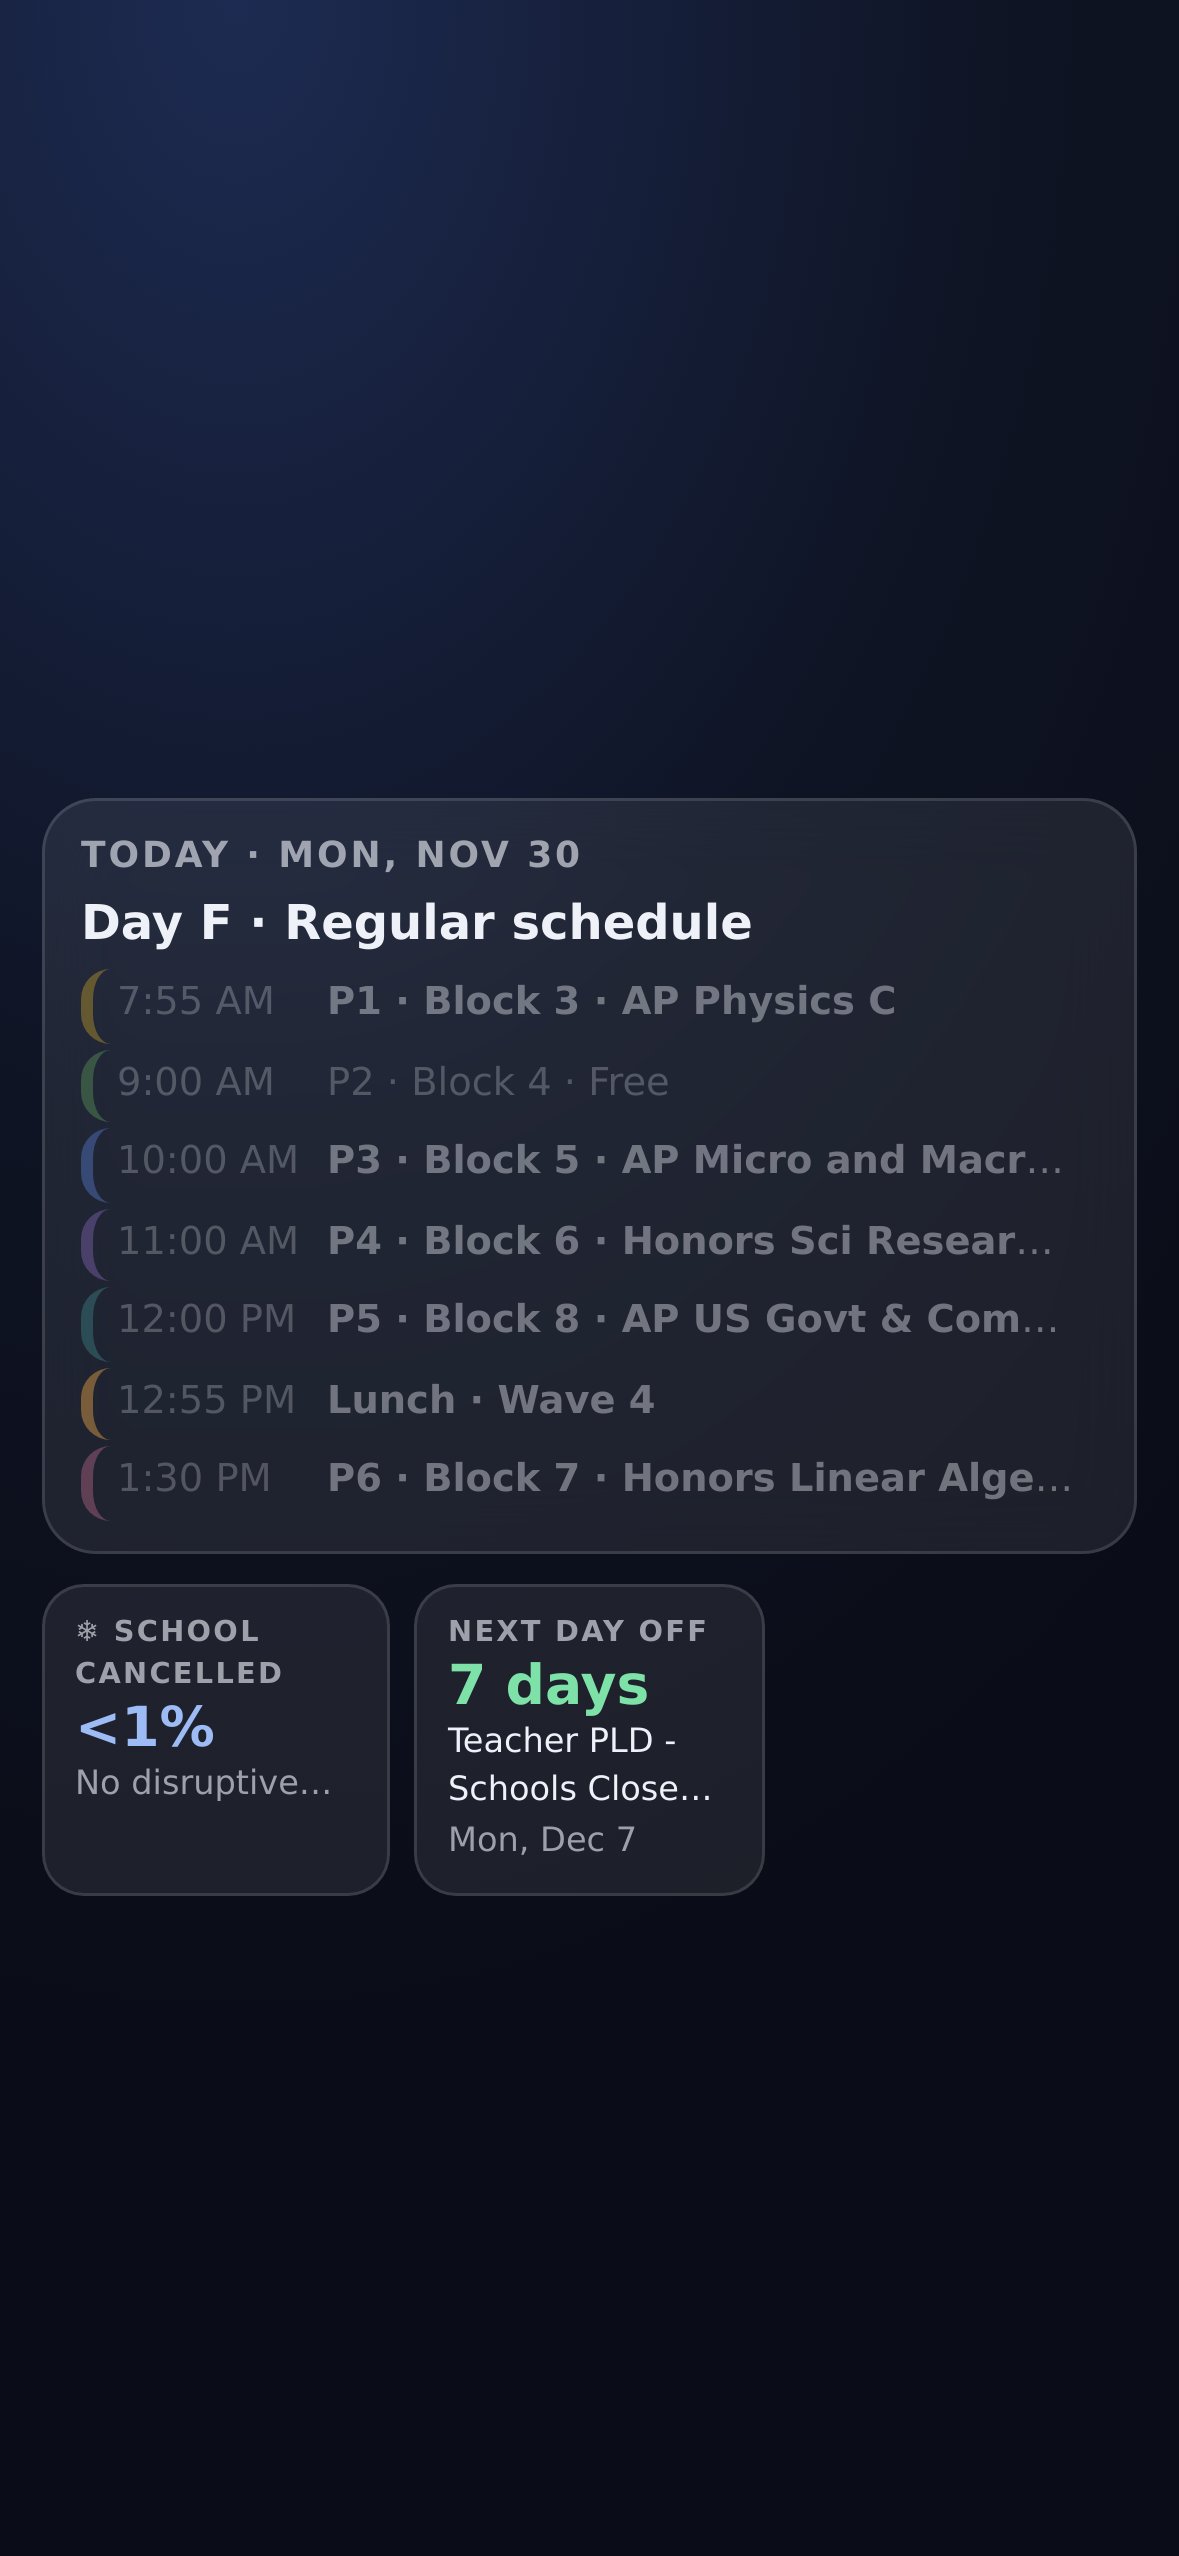 TODAY · MON, NOV 30
Day F · Regular schedule
7:55 AM P1 · Block 3 · AP Physics C
9:00 AM P2 · Block 4 · Free
10:00 AM P3 · Block 5 · AP Micro and Macr…
11:00 AM P4 · Block 6 · Honors Sci Resear…
12:00 PM P5 · Block 8 · AP US Govt & Com…
12:55 PM Lunch · Wave 4
1:30 PM P6 · Block 7 · Honors Linear Alge…
❄ SCHOOL
CANCELLED
<1%
No disruptive…
NEXT DAY OFF
7 days
Teacher PLD -
Schools Close…
Mon, Dec 7